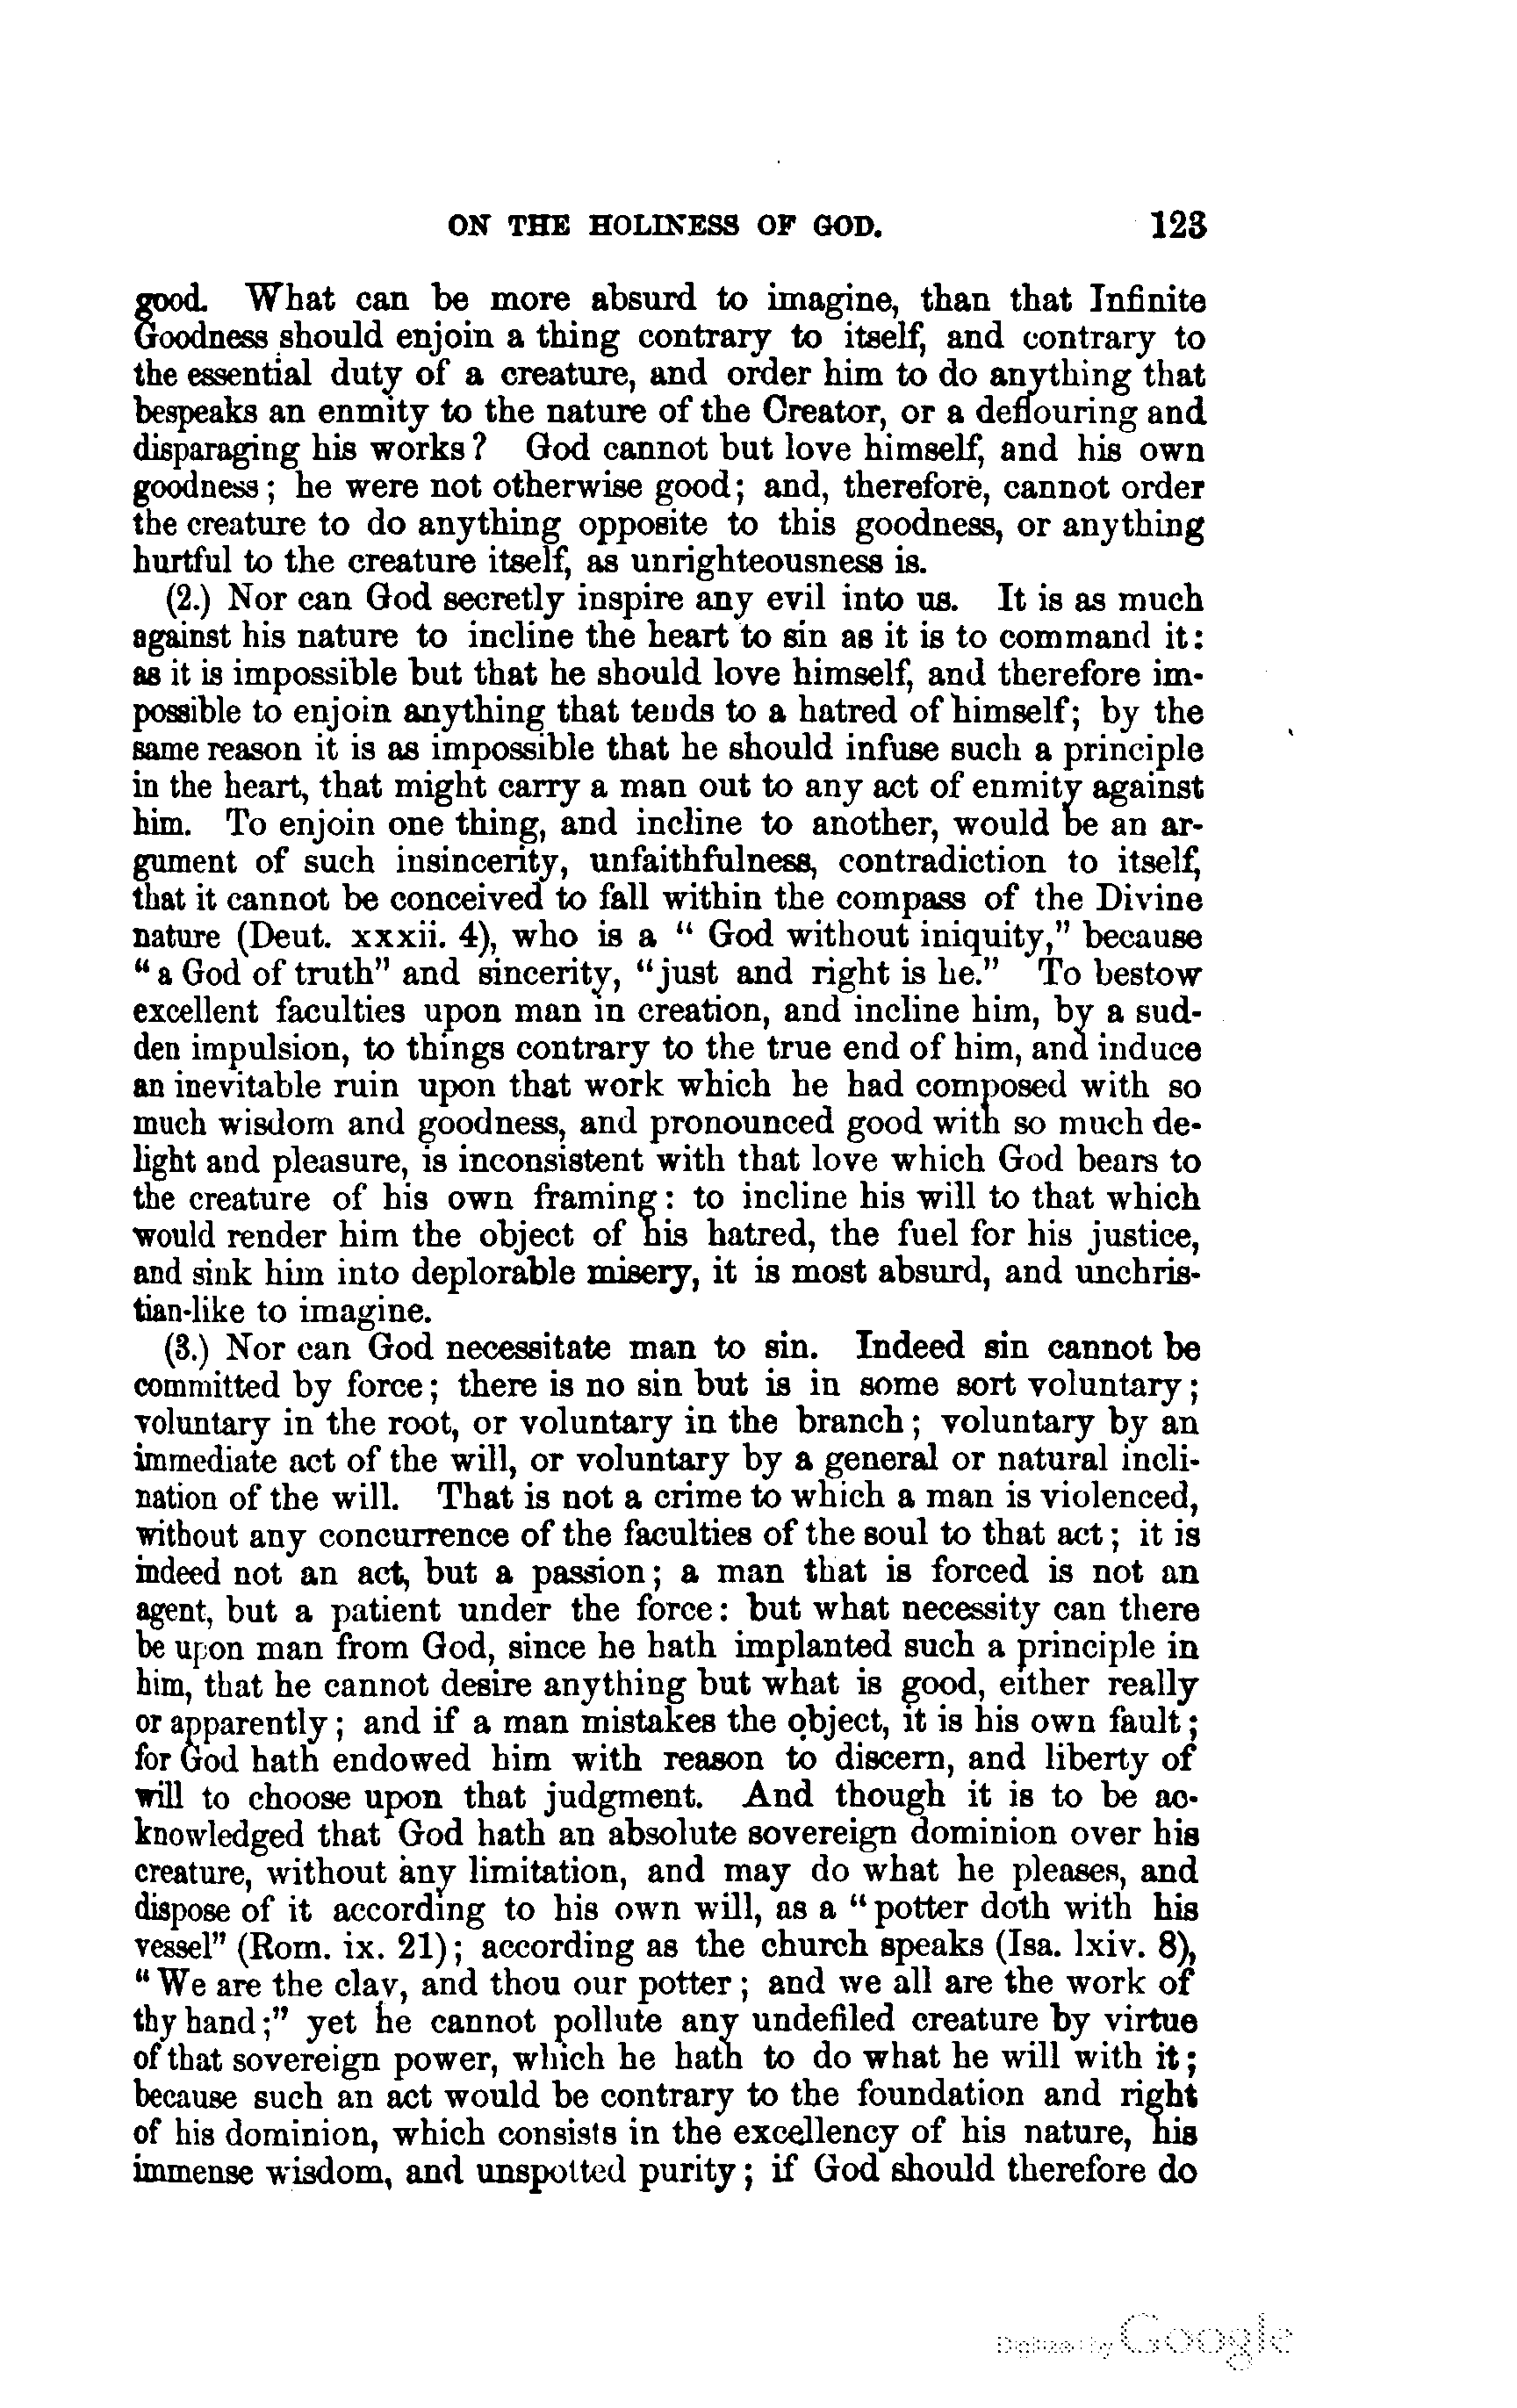 ON THE HOLINESS OF GOD. 123
good. What can be more absurd to imagine, than that Infinite
Goodness should enjoin a thing contrary to itself, and contrary to
the essential duty of a creature, and order him to do anything that
bespeaks an enmity to the nature of the Creator, or a deflouring and
disparaging his works? God cannot but love himself, and his own
goodness; he were not otherwise good; and, therefore, cannot order
the creature to do anything opposite to this goodness, or anything
hurtful to the creature itself, as unrighteousness is.
(2.) Nor can God secretly inspire any evil into us. It is as much
against his nature to incline the heart to sin as it is to command it:
as it is impossible but that he should love himself, and therefore im-
possible to enjoin anything that tends to a hatred of himself; by the
same reason it is as impossible that he should infuse such a principle
in the heart, that might carry a man out to any act of enmity against
him. To enjoin one thing, and incline to another, would be an ar-
gument of such insincerity, unfaithfulness, contradiction to itself,
that it cannot be conceived to fall within the compass of the Divine
nature (Deut. xxxii. 4), who is a “ God without iniquity,” because
“a God of truth” and sincerity, “just and right is he.” To bestow
excellent faculties upon man in creation, and incline him, by a sud-
den impulsion, to things contrary to the true end of him, and induce
an inevitable ruin upon that work which he had composed with so
much wisdom and goodness, and pronounced good with so much de-
light and pleasure, is inconsistent with that love which God bears to
the creature of his own framing: to incline his will to that which
would render him the object of his hatred, the fuel for his justice,
and sink him into deplorable misery, it is most absurd, and unchris-
tian-like to imagine.
(3.) Nor can God necessitate man to sin. Indeed sin cannot be
committed by force; there is no sin but is in some sort voluntary;
voluntary in the root, or voluntary in the branch; voluntary by an
immediate act of the will, or voluntary by a general or natural incli-
nation of the will. That is not a crime to which a man is violenced,
without any concurrence of the faculties of the soul to that act; it is
indeed not an act, but a passion; a man that is forced is not an
agent, but a patient under the force: but what necessity can there
be upon man from God, since he hath implanted such a principle in
him, that he cannot desire anything but what is good, either really
or apparently; and if a man mistakes the object, it is his own fault;
for God hath endowed him with reason to discern, and liberty of
will to choose upon that judgment. And though it is to be ac-
knowledged that God hath an absolute sovereign dominion over his
creature, without any limitation, and may do what he pleases, and
dispose of it according to his own will, as a “potter doth with his
vessel” (Rom. ix. 21); according as the church speaks (Isa. lxiv. 8),
“We are the clay, and thou our potter; and we all are the work of
thy hand;” yet he cannot pollute any undefiled creature by virtue
of that sovereign power, which he hath to do what he will with it;
because such an act would be contrary to the foundation and right
of his dominion, which consists in the excellency of his nature, his
immense wisdom, and unspotted purity; if God should therefore do
Digitized by Google